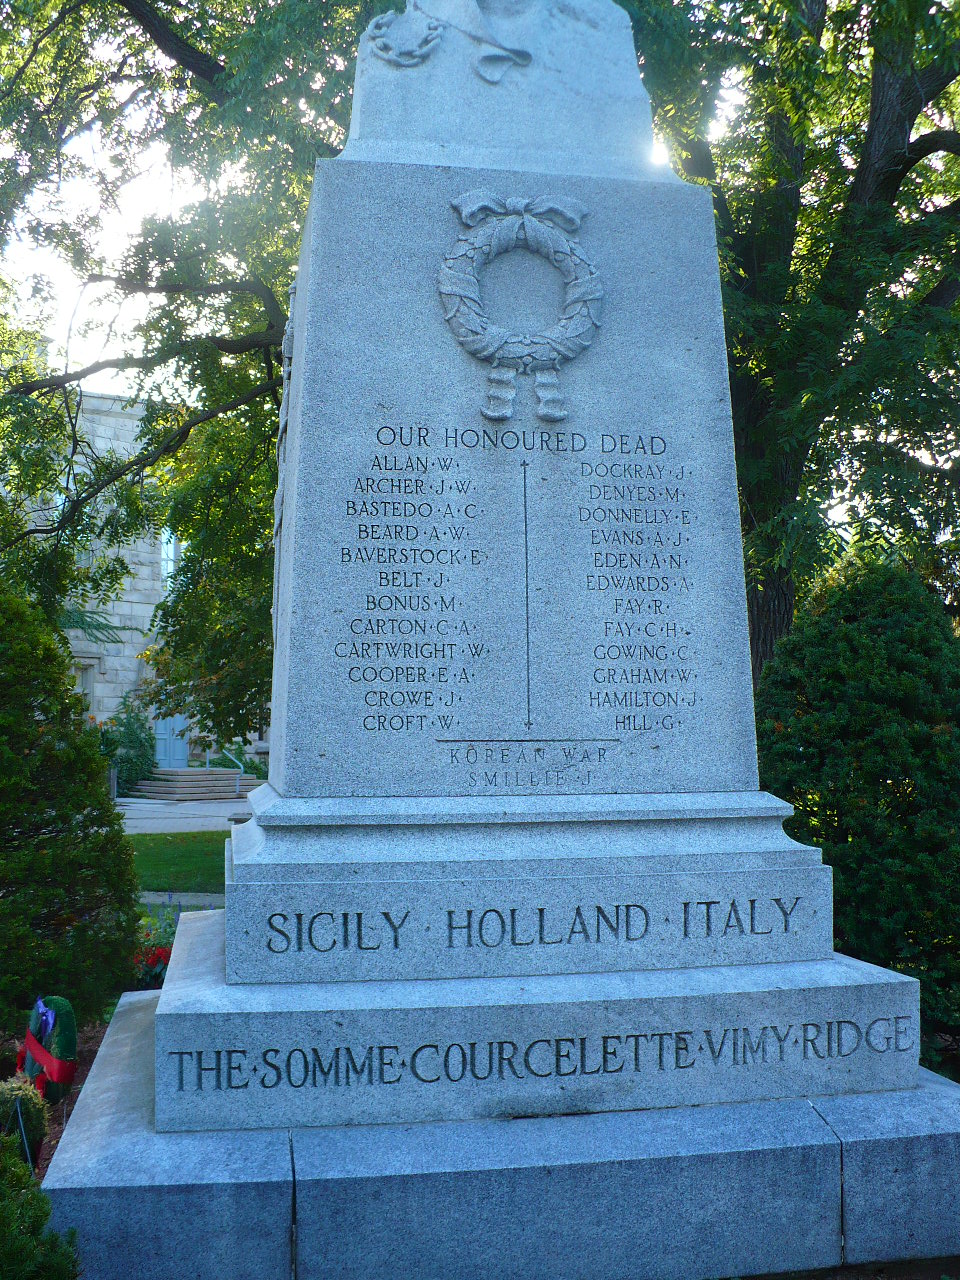 OUR HONOURED DEAD
ALLAN·W·
ARCHER·J·W·
BASTEDO·A·C·
BEARD·A·W·
BAVERSTOCK·E·
BELT·J·
BONUS·M·
CARTON·C·A·
CARTWRIGHT·W·
COOPER·E·A·
CROWE·J·
CROFT·W·
DOCKRAY·J·
DENYES·M·
DONNELLY·E·
EVANS·A·J·
EDEN·A·N·
EDWARDS·A·
FAY·R·
FAY·C·H·
GOWING·C·
GRAHAM·W·
HAMILTON·J·
HILL·G·
KOREAN WAR
SMILLIE·J·
SICILY · HOLLAND · ITALY
THE·SOMME·COURCELETTE·VIMY·RIDGE